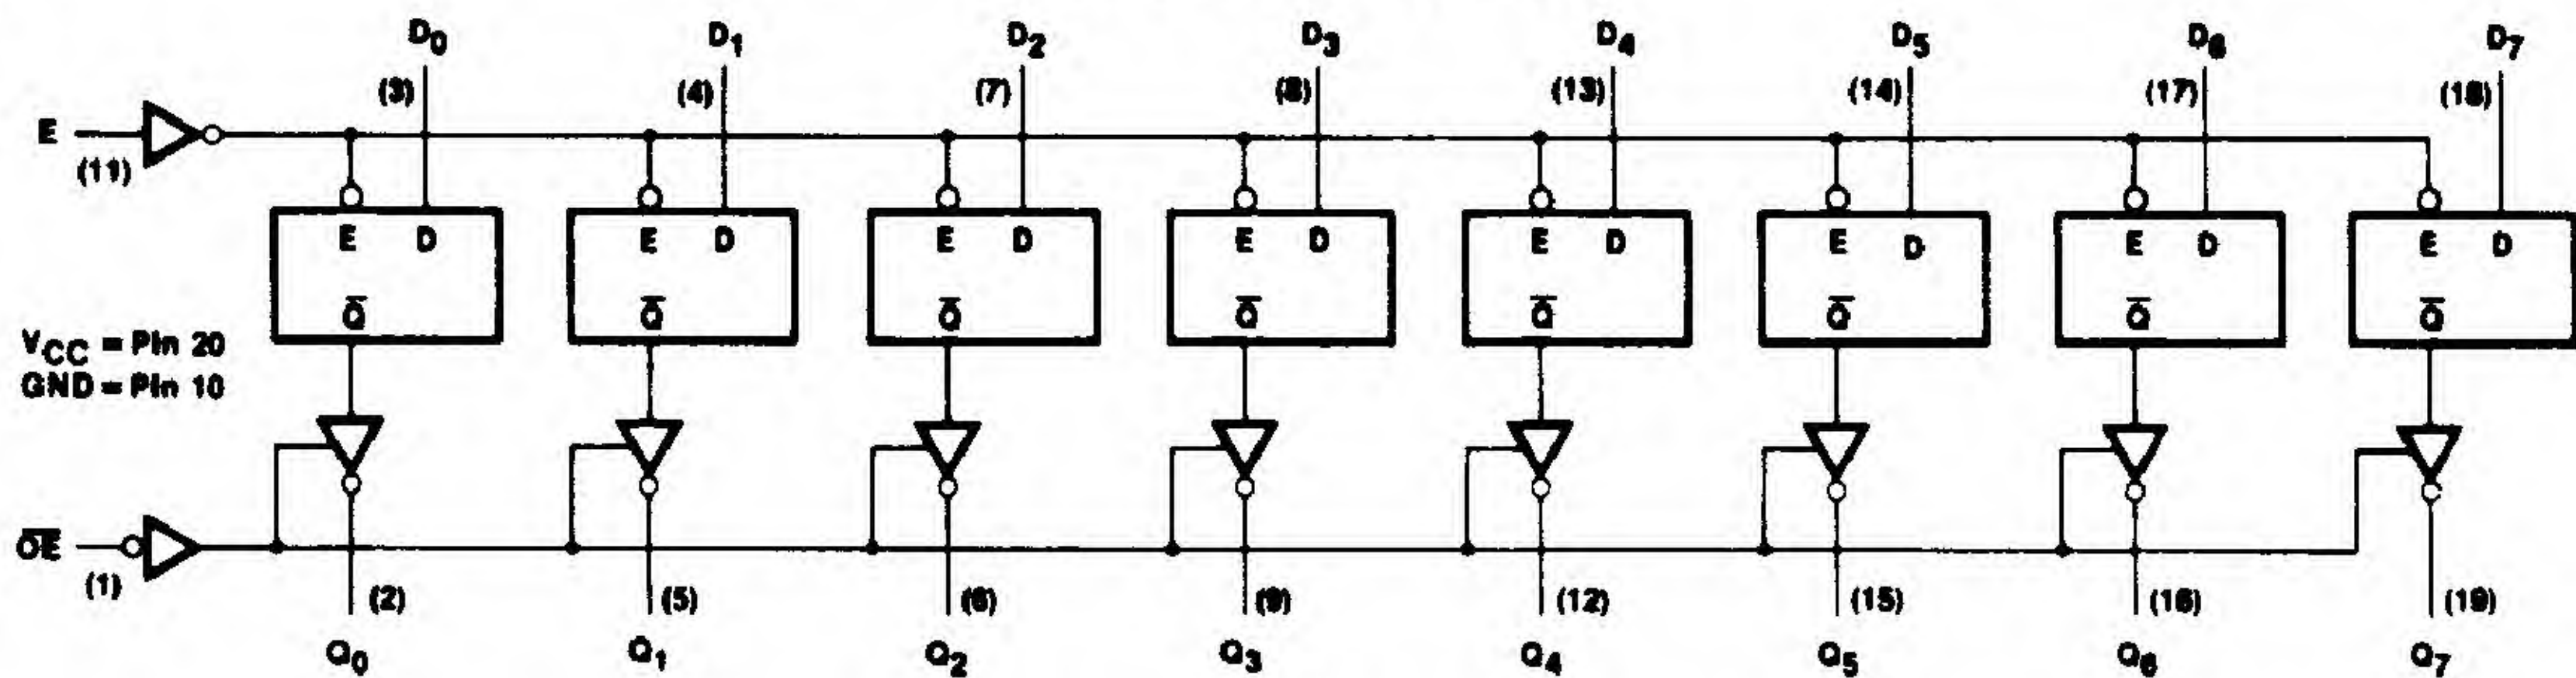 D0 D1 D2 D3 D4 D5 D6 D7
(3) (4) (7) (8) (13) (14) (17) (18)
E
(11)
E D E D E D E D E D E D E D E D
Q̅ Q̅ Q̅ Q̅ Q̅ Q̅ Q̅ Q̅
VCC = Pin 20
GND = Pin 10
O̅E̅
(1) (2) (5) (6) (9) (12) (15) (16) (19)
Q0 Q1 Q2 Q3 Q4 Q5 Q6 Q7